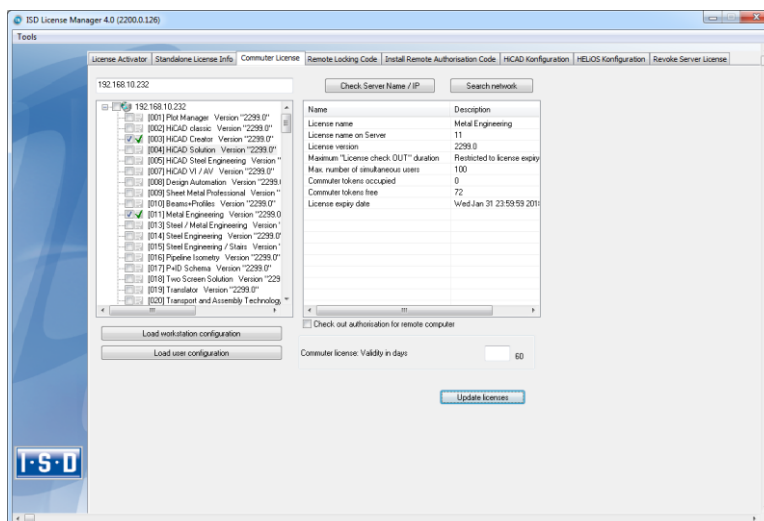 ISD License Manager 4.0 (2200.0.126)
Tools
License Activator Standalone License Info Commuter License Remote Locking Code Install Remote Authorisation Code HiCAD Konfiguration HELiOS Konfiguration Revoke Server License
192.168.10.232 Check Server Name / IP Search network
192.168.10.232
[001] Plot Manager Version "2299.0"
[002] HiCAD classic Version "2299.0"
[003] HiCAD Creator Version "2299.0"
[004] HiCAD Solution Version "2299.0"
[005] HiCAD Steel Engineering Version "
[007] HiCAD VI / AV Version "2299.0"
[008] Design Automation Version "2299.
[009] Sheet Metal Professional Version "
[010] Beams+Profiles Version "2299.0"
[011] Metal Engineering Version "2299.0
[013] Steel / Metal Engineering Version
[014] Steel Engineering Version "2299.0"
[015] Steel Engineering / Stairs Version "
[016] Pipeline Isometry Version "2299.0"
[017] P+ID Schema Version "2299.0"
[018] Two Screen Solution Version "229
[019] Translator Version "2299.0"
[020] Transport and Assembly Technology
Name Description
License name Metal Engineering
License name on Server 11
License version 2299.0
Maximum "License check OUT" duration Restricted to license expiry
Max. number of simultaneous users 100
Commuter tokens occupied 0
Commuter tokens free 72
License expiry date Wed Jan 31 23:59:59 201
Check out authorisation for remote computer
Load workstation configuration
Load user configuration
Commuter license: Validity in days 60
Update licenses
I·S·D